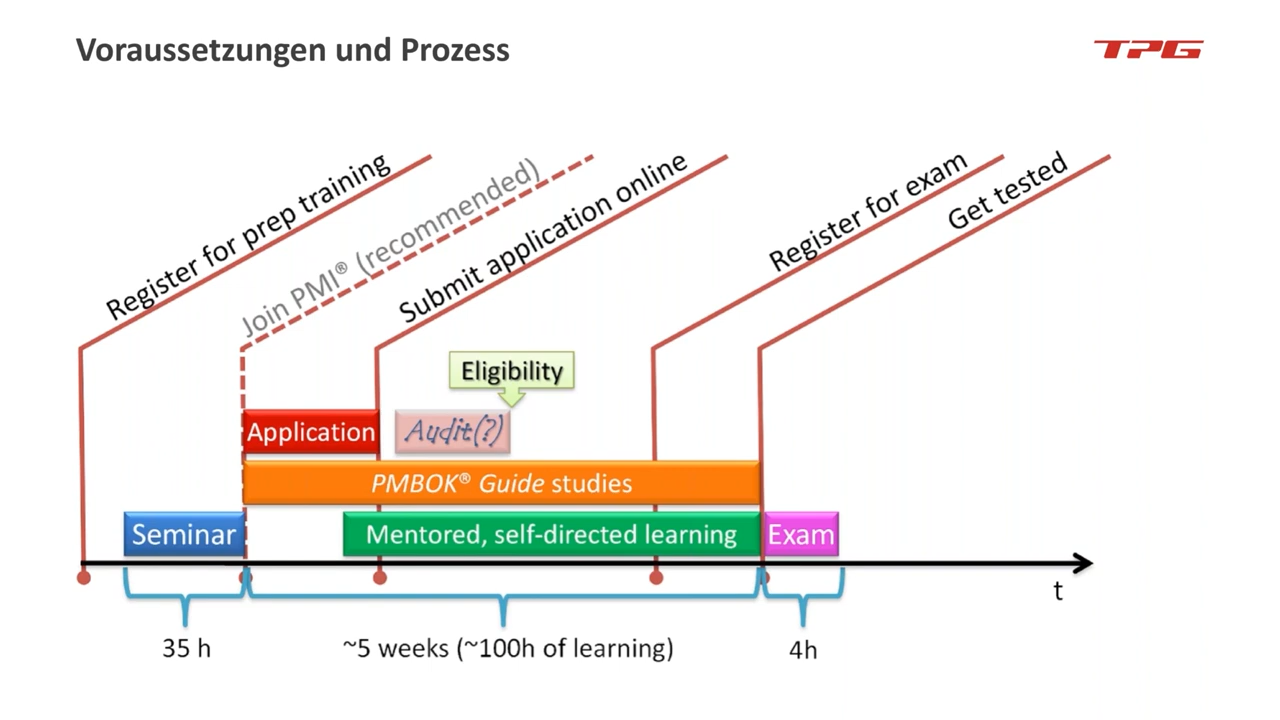 Voraussetzungen und Prozess
TPG
Register for prep training
Join PMI® (recommended)
Submit application online
Register for exam
Get tested
Eligibility
Application
Audit(?)
PMBOK® Guide studies
Seminar
Mentored, self-directed learning
Exam
t
35 h
~5 weeks (~100h of learning)
4h